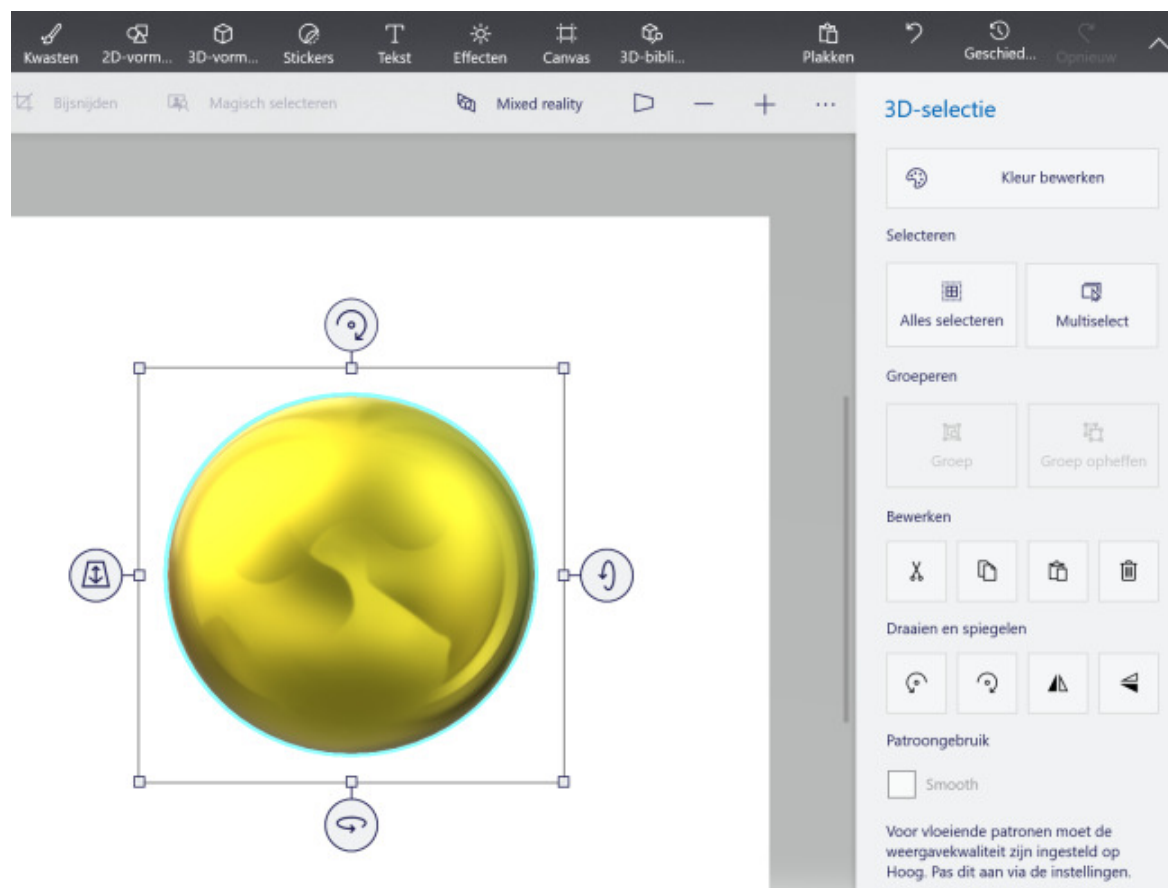 Kwasten 2D-vorm... 3D-vorm... Stickers Tekst Effecten Canvas 3D-bibli... Plakken Geschied... Opnieuw
Bijsnijden Magisch selecteren Mixed reality
3D-selectie
Kleur bewerken
Selecteren
Alles selecteren Multiselect
Groeperen
Groep Groep opheffen
Bewerken
Draaien en spiegelen
Patroongebruik
Smooth
Voor vloeiende patronen moet de
weergavekwaliteit zijn ingesteld op
Hoog. Pas dit aan via de instellingen.